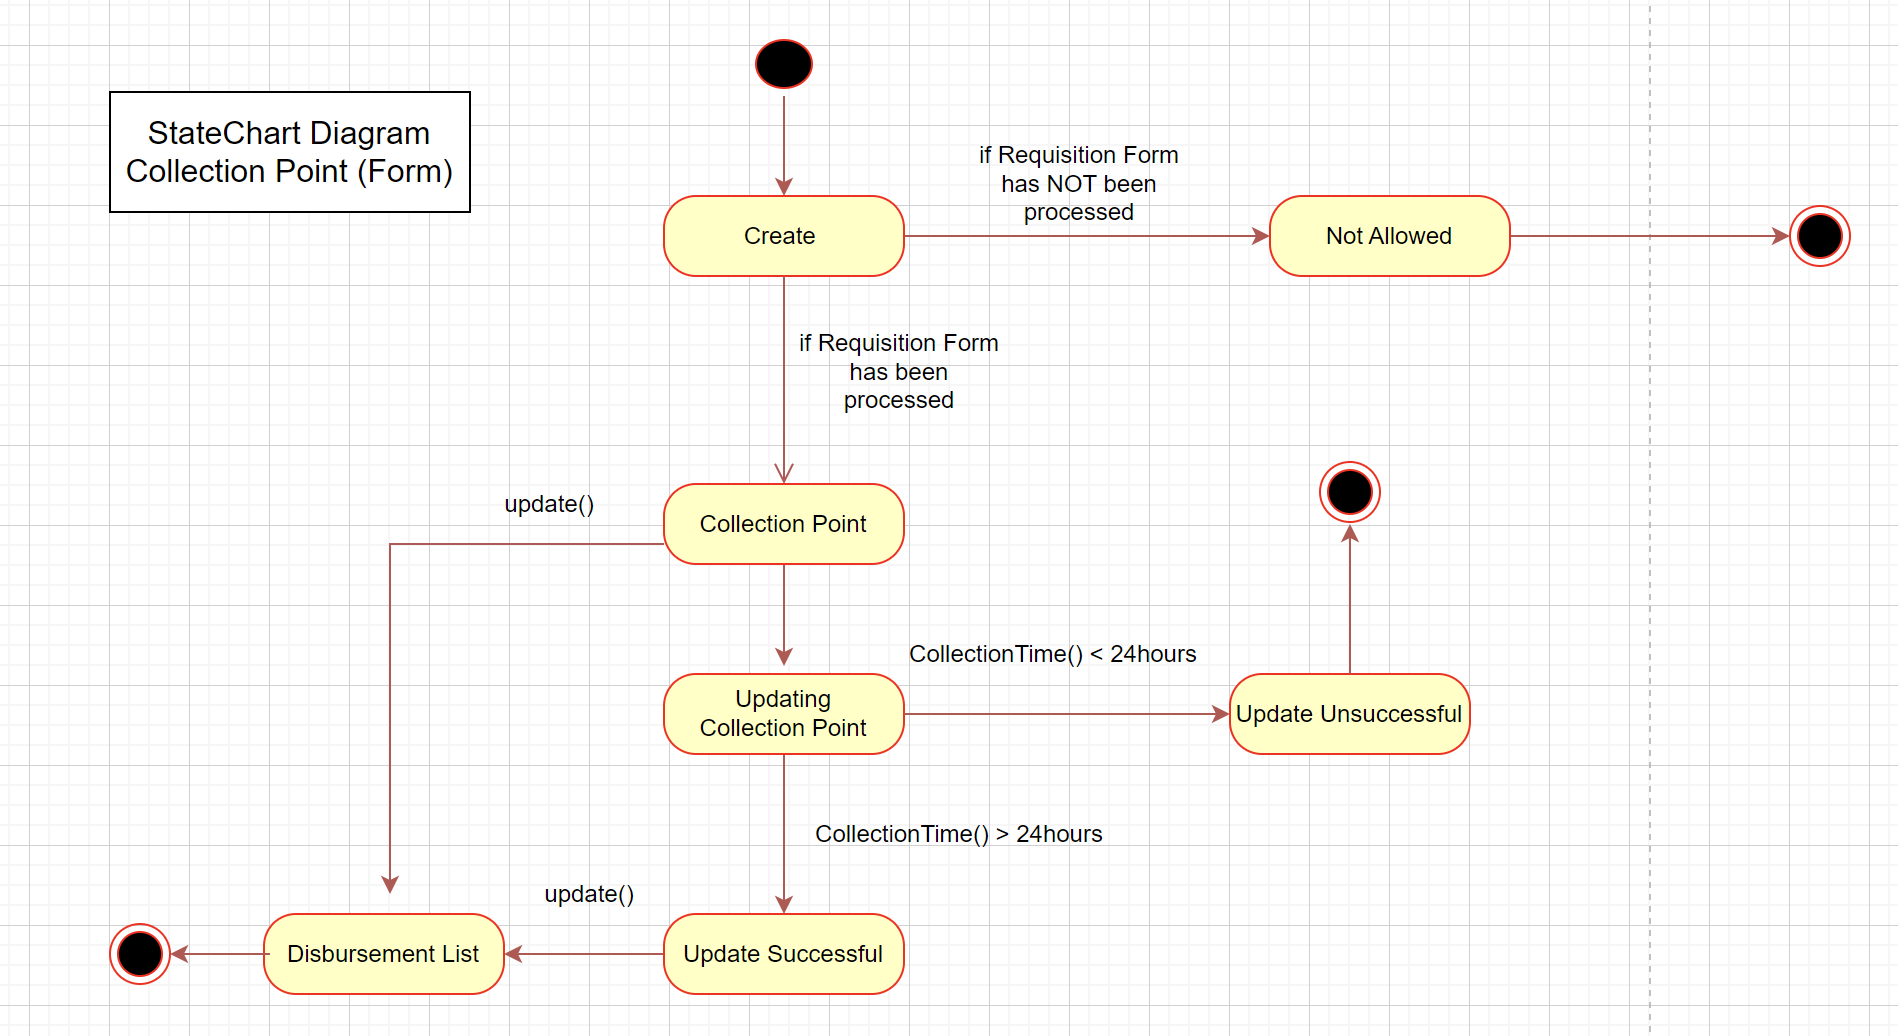 StateChart Diagram
Collection Point (Form)
if Requisition Form
has NOT been
processed
Create
Not Allowed
if Requisition Form
has been
processed
update()
Collection Point
CollectionTime() < 24hours
Updating
Collection Point
Update Unsuccessful
CollectionTime() > 24hours
update()
Disbursement List
Update Successful